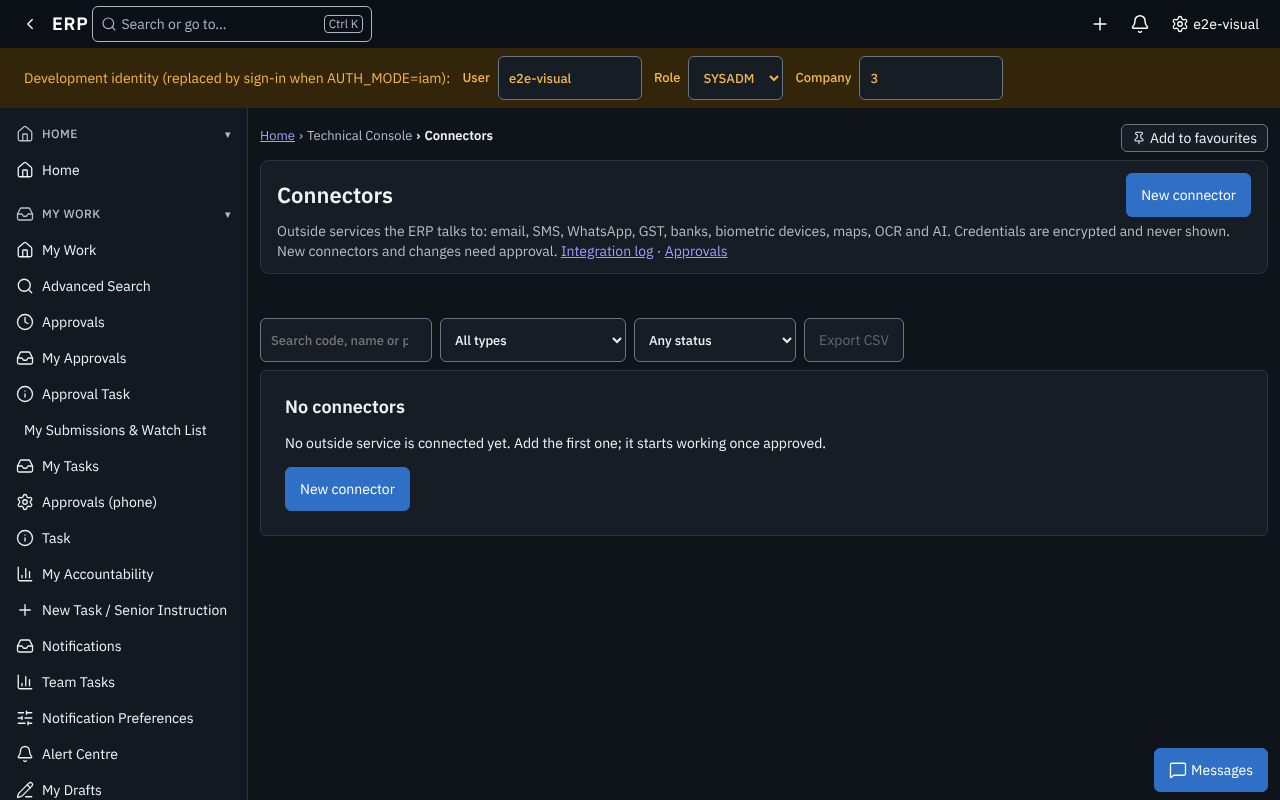 ERP
Search or go to...
Ctrl K
e2e-visual
Development identity (replaced by sign-in when AUTH_MODE=iam):
User
e2e-visual
Role
SYSADM
Company
3
HOME
Home
MY WORK
My Work
Advanced Search
Approvals
My Approvals
Approval Task
My Submissions & Watch List
My Tasks
Approvals (phone)
Task
My Accountability
New Task / Senior Instruction
Notifications
Team Tasks
Notification Preferences
Alert Centre
My Drafts
Home › Technical Console › Connectors
Add to favourites
Connectors
New connector
Outside services the ERP talks to: email, SMS, WhatsApp, GST, banks, biometric devices, maps, OCR and AI. Credentials are encrypted and never shown.
New connectors and changes need approval. Integration log · Approvals
Search code, name or p
All types
Any status
Export CSV
No connectors
No outside service is connected yet. Add the first one; it starts working once approved.
New connector
Messages